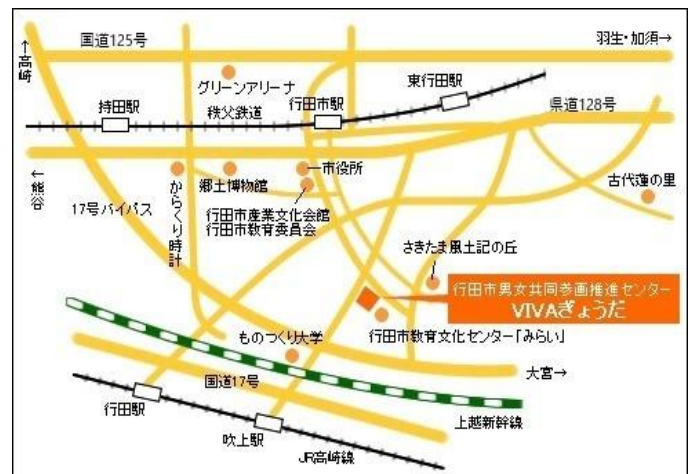 国道125号
羽生・加須→
←高崎
グリーンアリーナ
東行田駅
持田駅
秩父鉄道
行田市駅
県道128号
←熊谷
17号バイパス
からくり時計
郷土博物館
市役所
行田市産業文化会館
行田市教育委員会
古代蓮の里
さきたま風土記の丘
行田市男女共同参画推進センター
VIVAぎょうだ
行田市教育文化センター「みらい」
ものつくり大学
国道17号
大宮→
行田駅
上越新幹線
吹上駅
JR高崎線